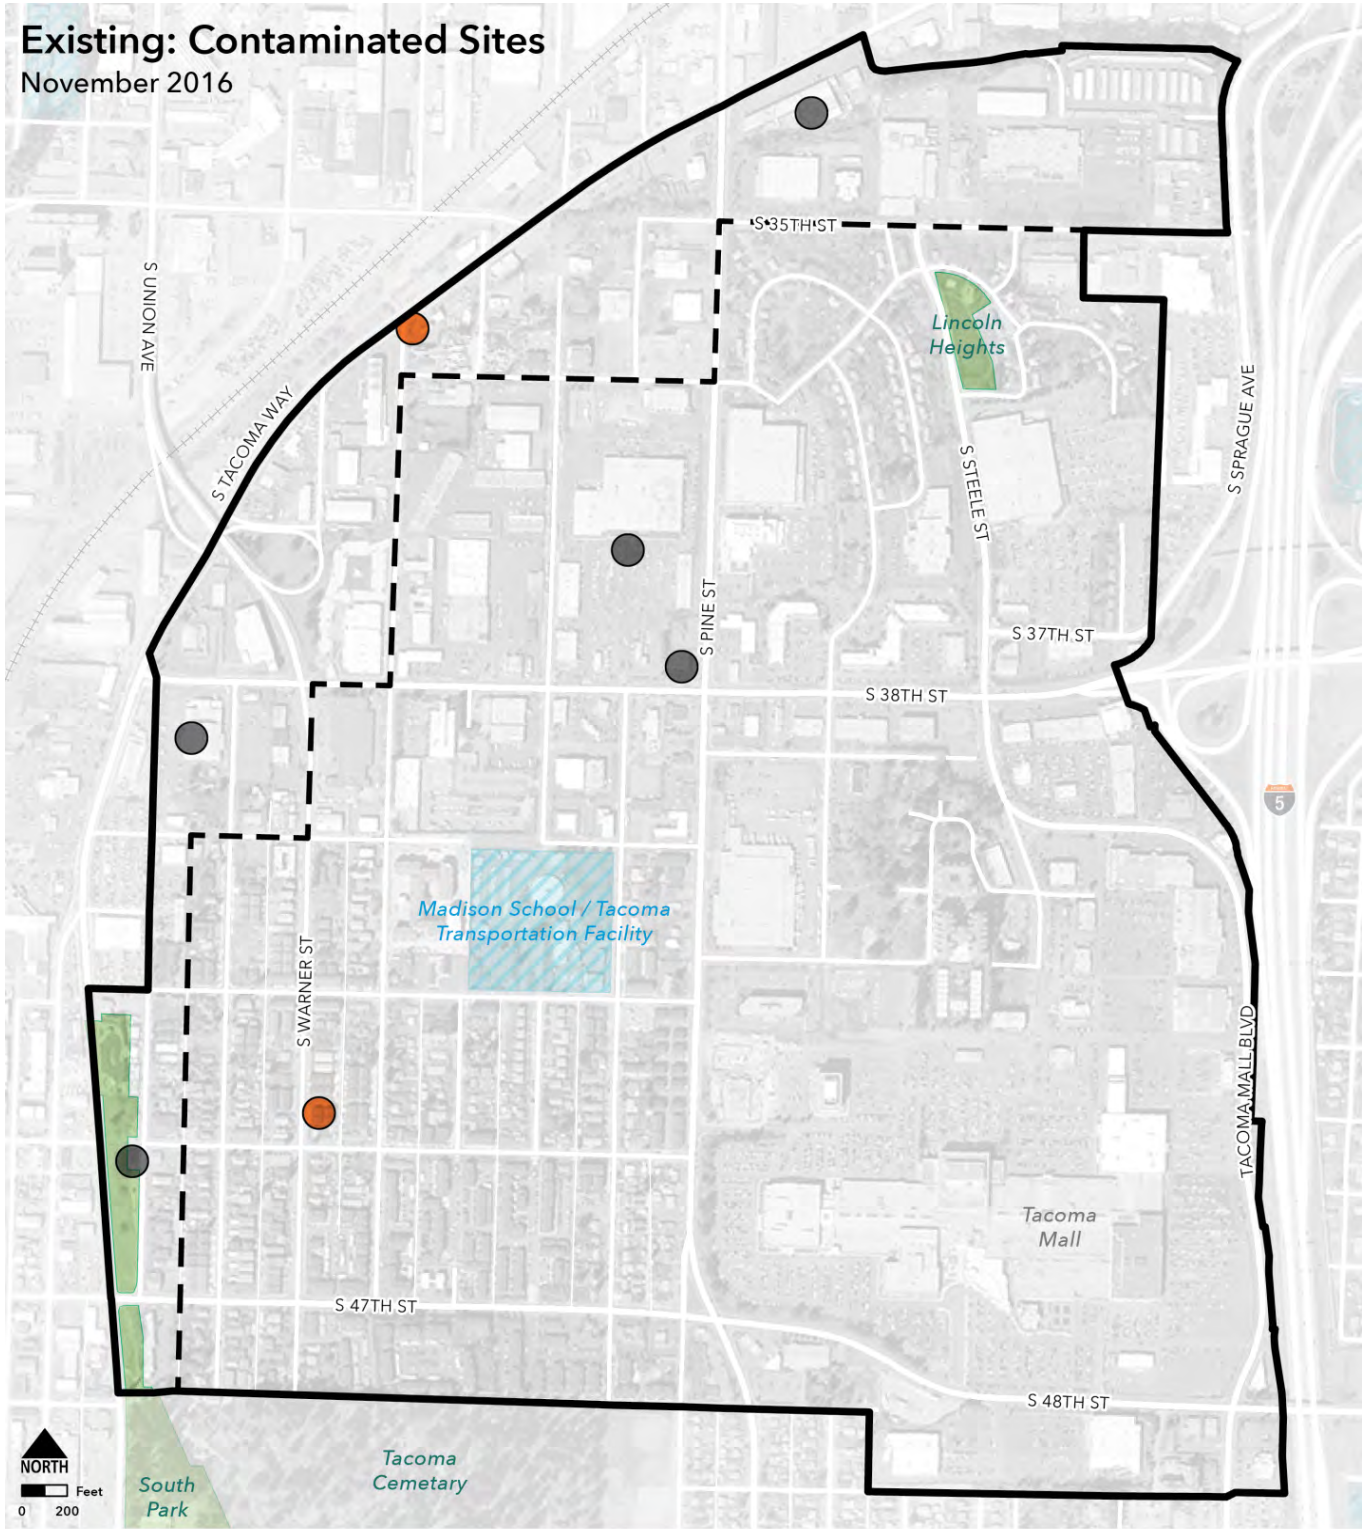 Existing: Contaminated Sites
November 2016
S 35TH ST
S UNION AVE
Lincoln
Heights
S TACOMA WAY
S SPRAGUE AVE
S STEELE ST
S PINE ST
S 37TH ST
S 38TH ST
5
Madison School / Tacoma
Transportation Facility
S WARNER ST
TACOMA MALL BLVD
Tacoma
Mall
S 47TH ST
S 48TH ST
NORTH
Feet
0 200
South
Park
Tacoma
Cemetary